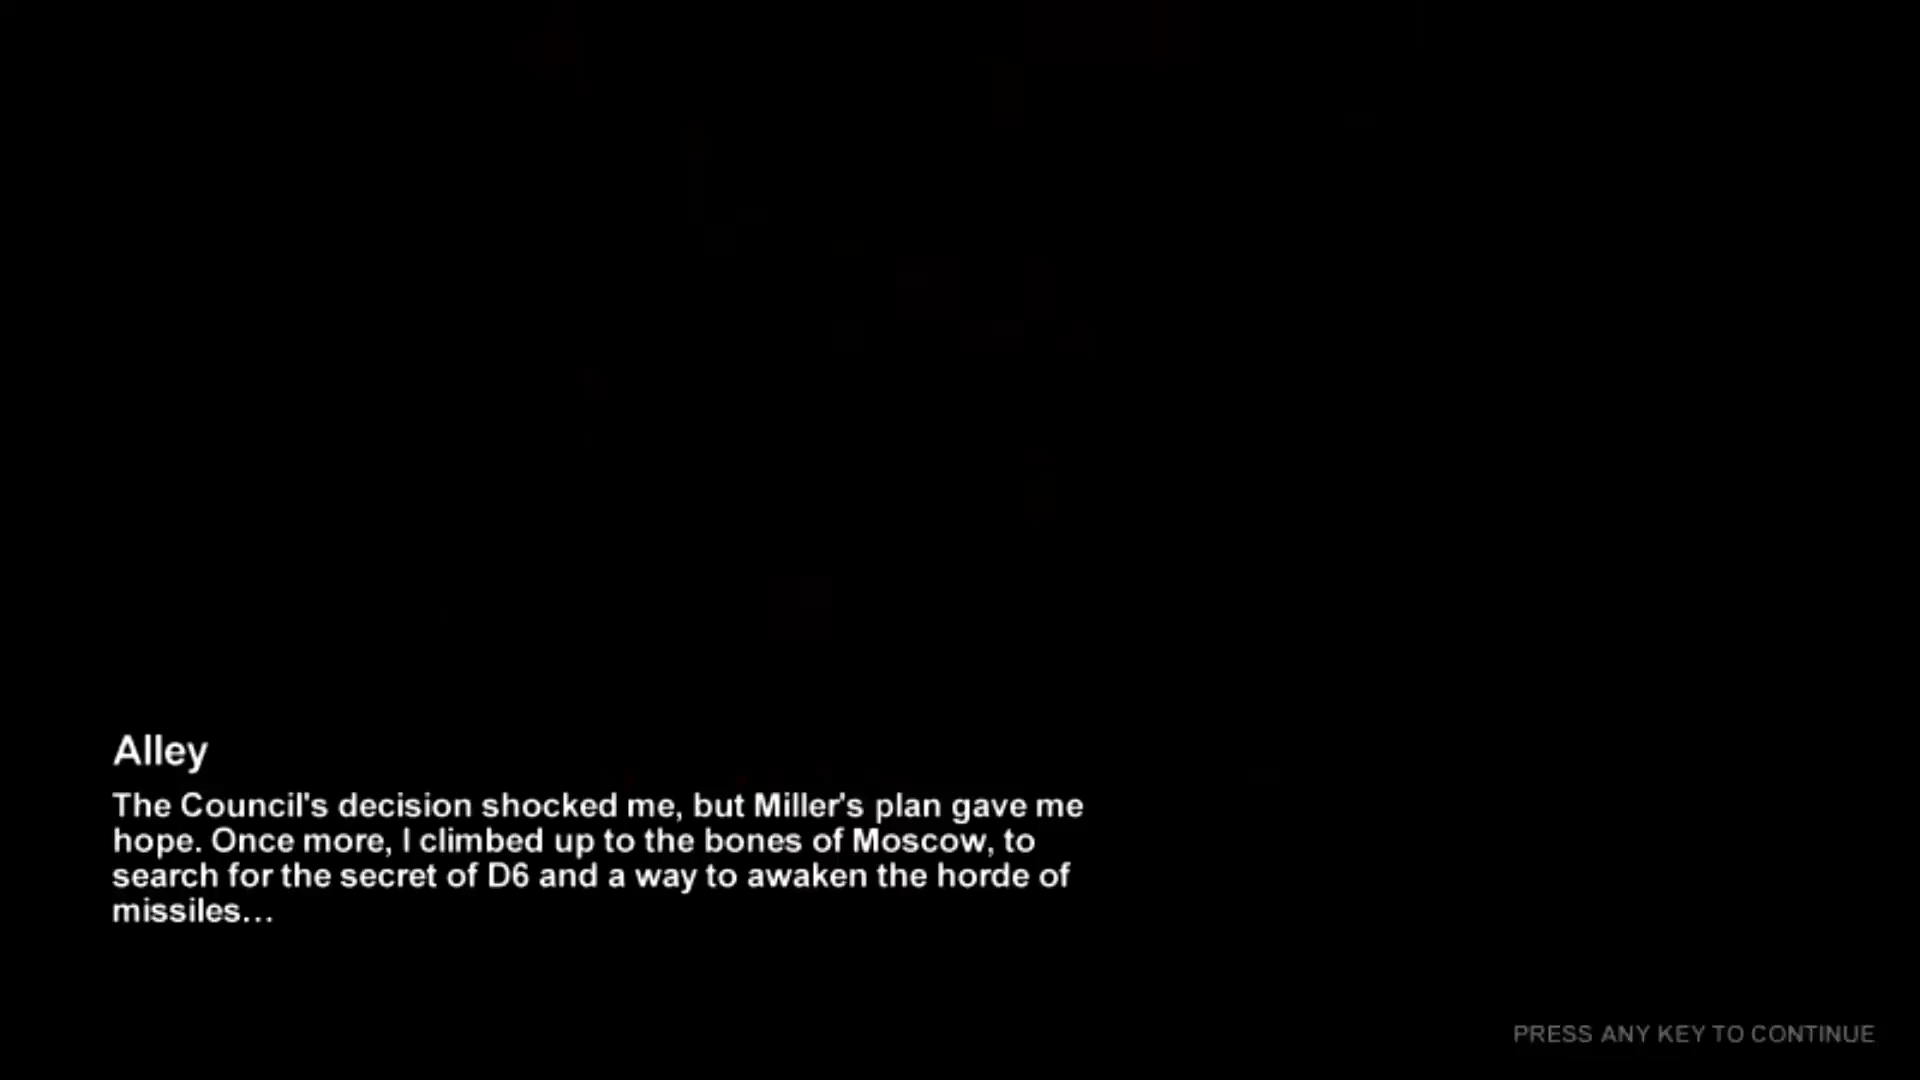 Alley
The Council's decision shocked me, but Miller's plan gave me
hope. Once more, I climbed up to the bones of Moscow, to
search for the secret of D6 and a way to awaken the horde of
missiles...
PRESS ANY KEY TO CONTINUE